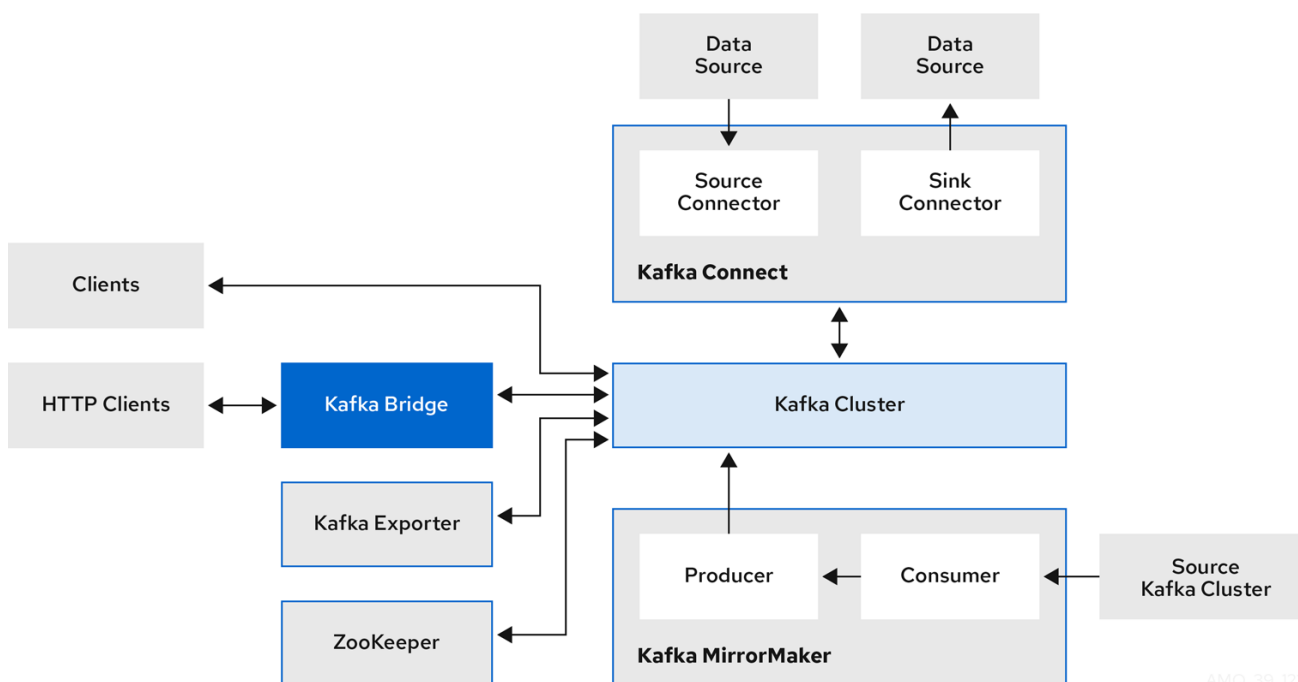 Data
Source
Data
Source
Source
Connector
Sink
Connector
Kafka Connect
Clients
HTTP Clients
Kafka Bridge
Kafka Cluster
Kafka Exporter
Producer
Consumer
Source
Kafka Cluster
ZooKeeper
Kafka MirrorMaker